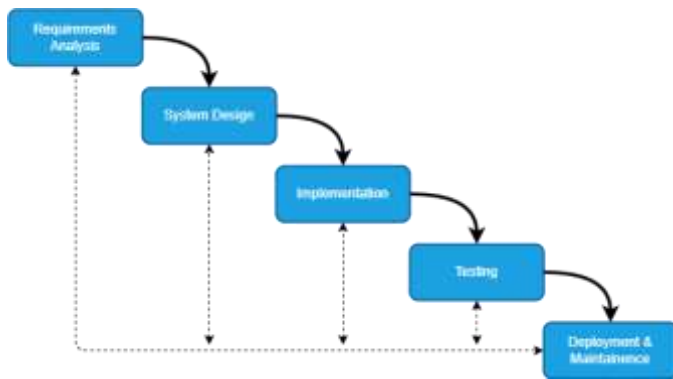 Requirements
Analysis
System Design
Implementation
Testing
Deployment &
Maintainence